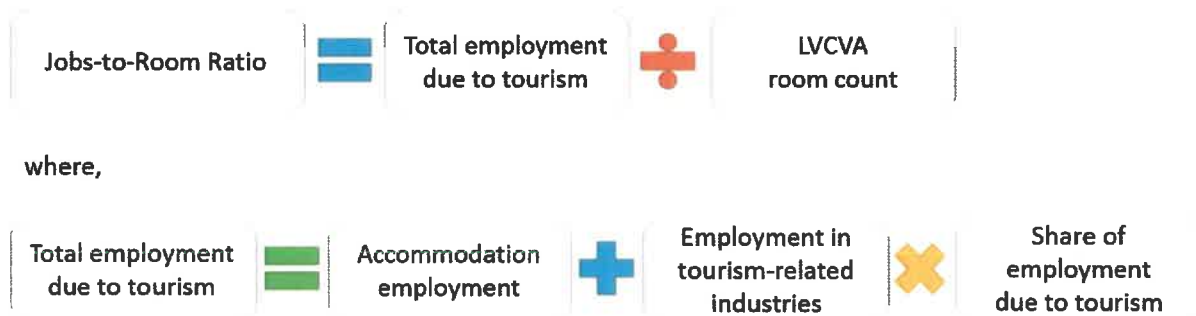 Jobs-to-Room Ratio
Total employment
due to tourism
LVCVA
room count
where,
Total employment
due to tourism
Accommodation
employment
Employment in
tourism-related
industries
Share of
employment
due to tourism